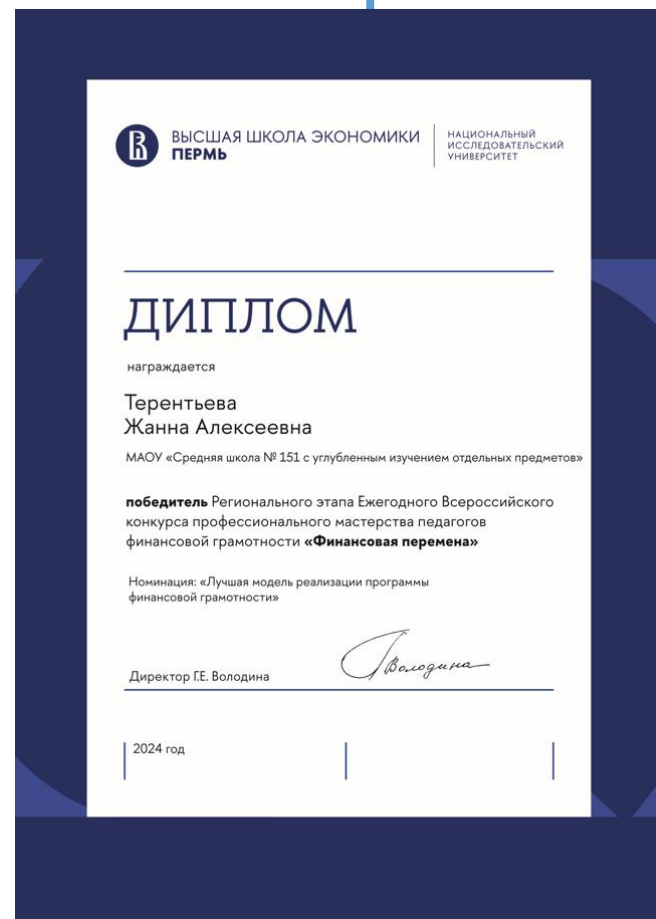 ВЫСШАЯ ШКОЛА ЭКОНОМИКИ
ПЕРМЬ
НАЦИОНАЛЬНЫЙ
ИССЛЕДОВАТЕЛЬСКИЙ
УНИВЕРСИТЕТ
ДИПЛОМ
награждается
Терентьева
Жанна Алексеевна
МАОУ «Средняя школа № 151 с углубленным изучением отдельных предметов»
победитель Регионального этапа Ежегодного Всероссийского
конкурса профессионального мастерства педагогов
финансовой грамотности «Финансовая перемена»
Номинация: «Лучшая модель реализации программы
финансовой грамотности»
Директор Г.Е. Володина
Володина
2024 год